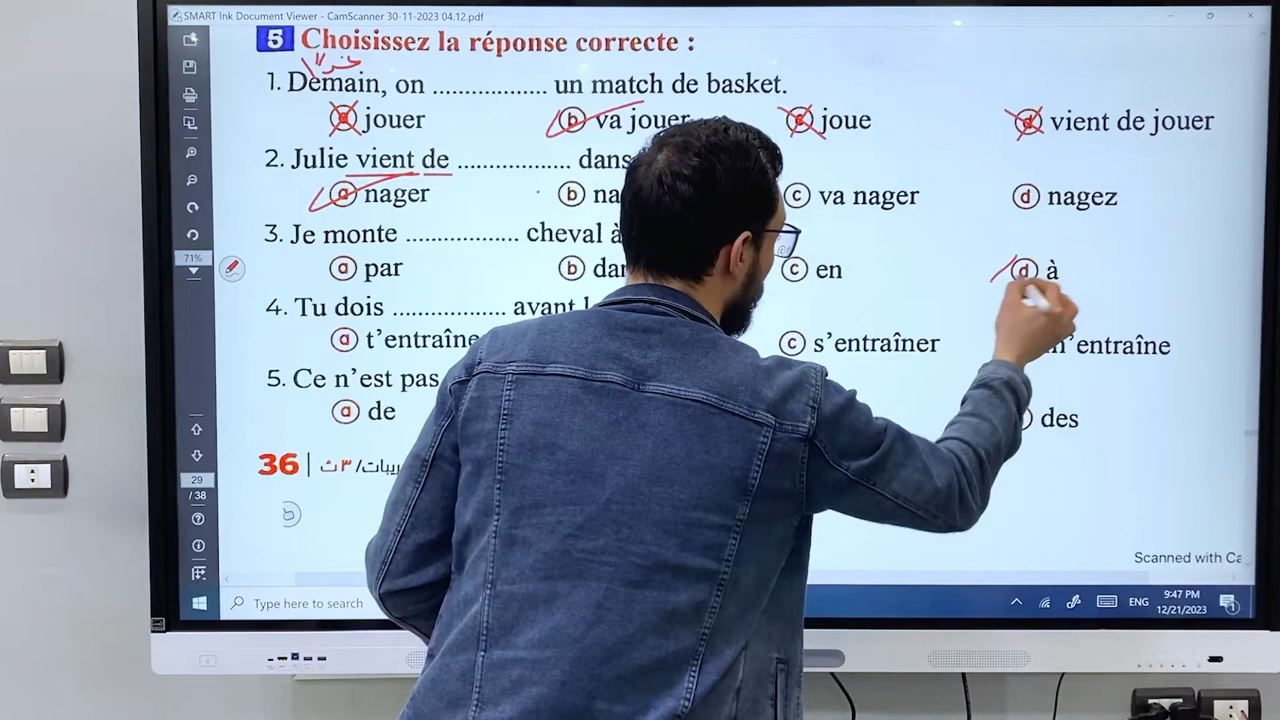 SMART Ink Document Viewer - CamScanner 30-11-2023 04.12.pdf
5 Choisissez la réponse correcte :
1. Demain, on ................... un match de basket.
a jouer b va jouer c joue d vient de jouer
2. Julie vient de ................... dans
a nager b c va nager d nagez
3. Je monte ................... cheval à
a par b c en d à
4. Tu dois ................... avant
a t'entraîne c s'entraîner m'entraîne
5. Ce n'est pas
a de des
36 | ٣ث
71%
29
/ 38
Scanned with
Type here to search
ENG
9:47 PM
12/21/2023